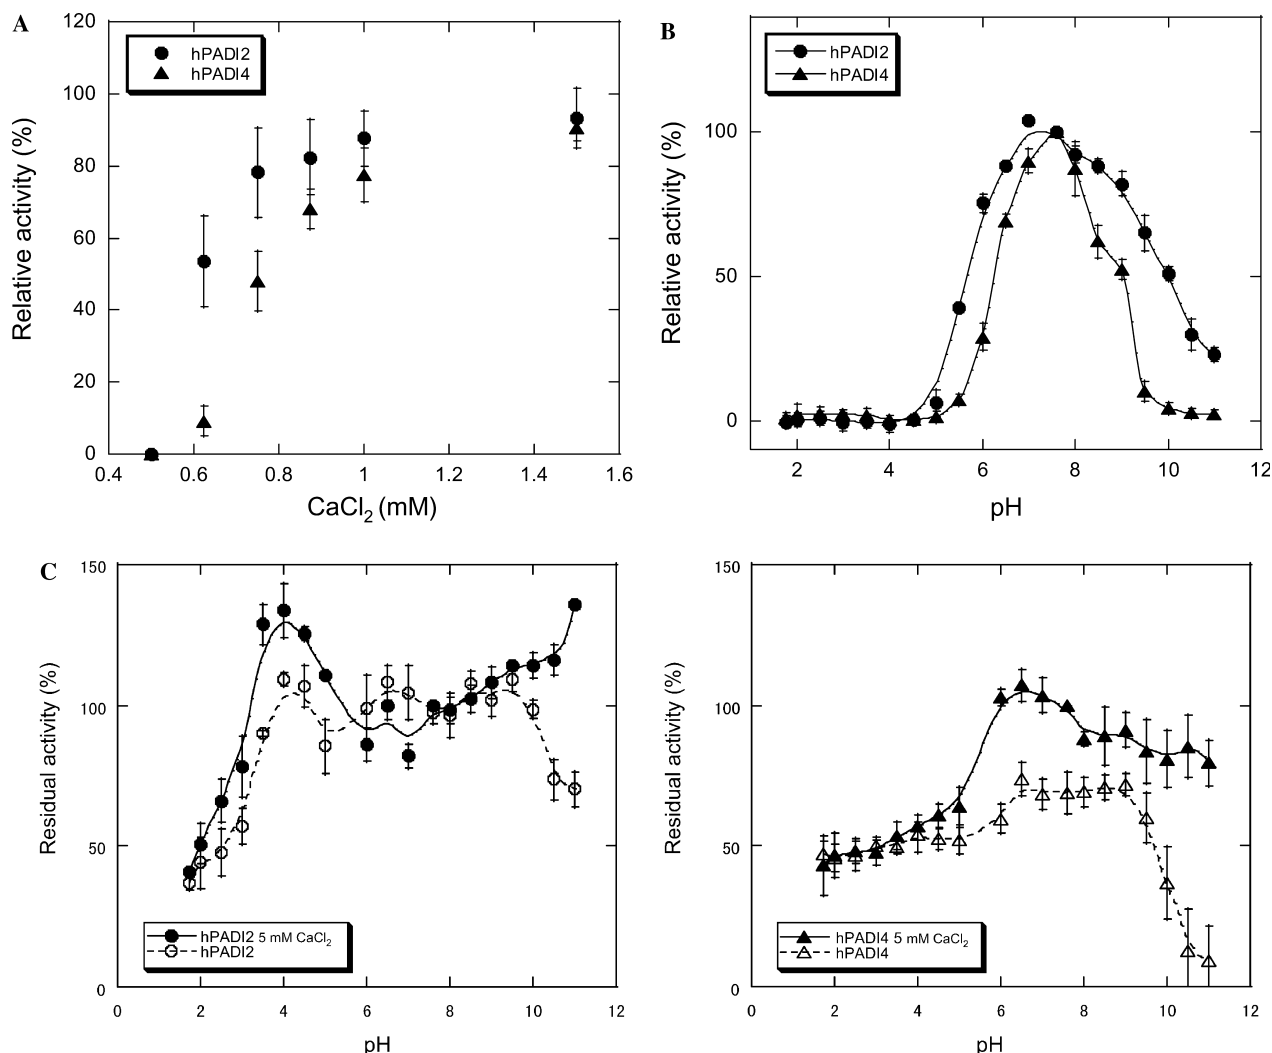 A
120
100
80
60
40
20
0
0.4
0.6
0.8
1
1.2
1.4
1.6
Relative activity (%)
CaCl2 (mM)
hPADI2
hPADI4
B
100
50
0
2
4
6
8
10
12
Relative activity (%)
pH
hPADI2
hPADI4
C
150
100
50
0
0
2
4
6
8
10
12
Residual activity (%)
pH
hPADI2 5 mM CaCl2
hPADI2
150
100
50
0
0
2
4
6
8
10
12
Residual activity (%)
pH
hPADI4 5 mM CaCl2
hPADI4